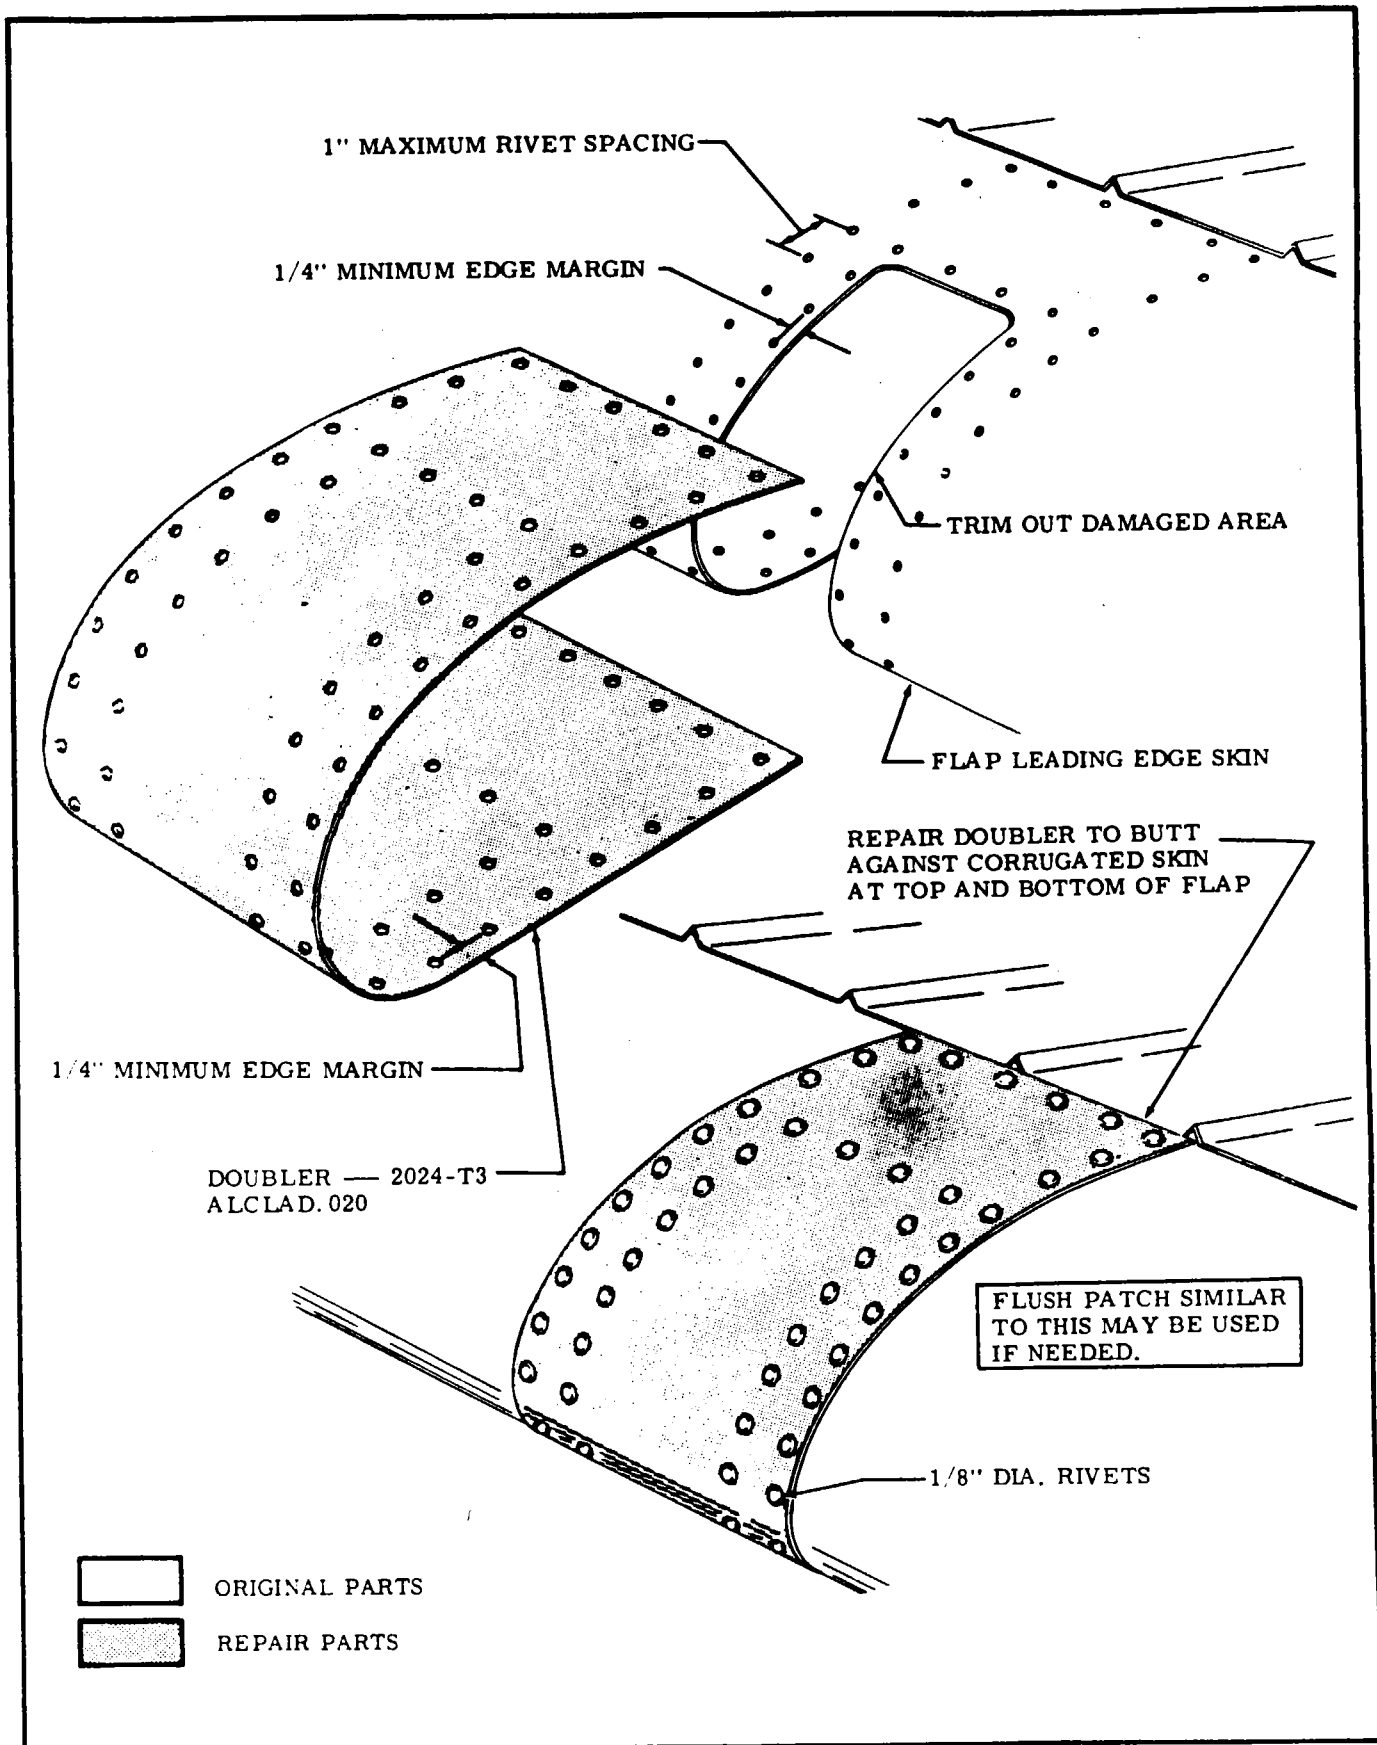 1" MAXIMUM RIVET SPACING
1/4" MINIMUM EDGE MARGIN
TRIM OUT DAMAGED AREA
FLAP LEADING EDGE SKIN
REPAIR DOUBLER TO BUTT
AGAINST CORRUGATED SKIN
AT TOP AND BOTTOM OF FLAP
1/4" MINIMUM EDGE MARGIN
DOUBLER — 2024-T3
ALCLAD.020
FLUSH PATCH SIMILAR
TO THIS MAY BE USED
IF NEEDED.
1/8" DIA. RIVETS
ORIGINAL PARTS
REPAIR PARTS